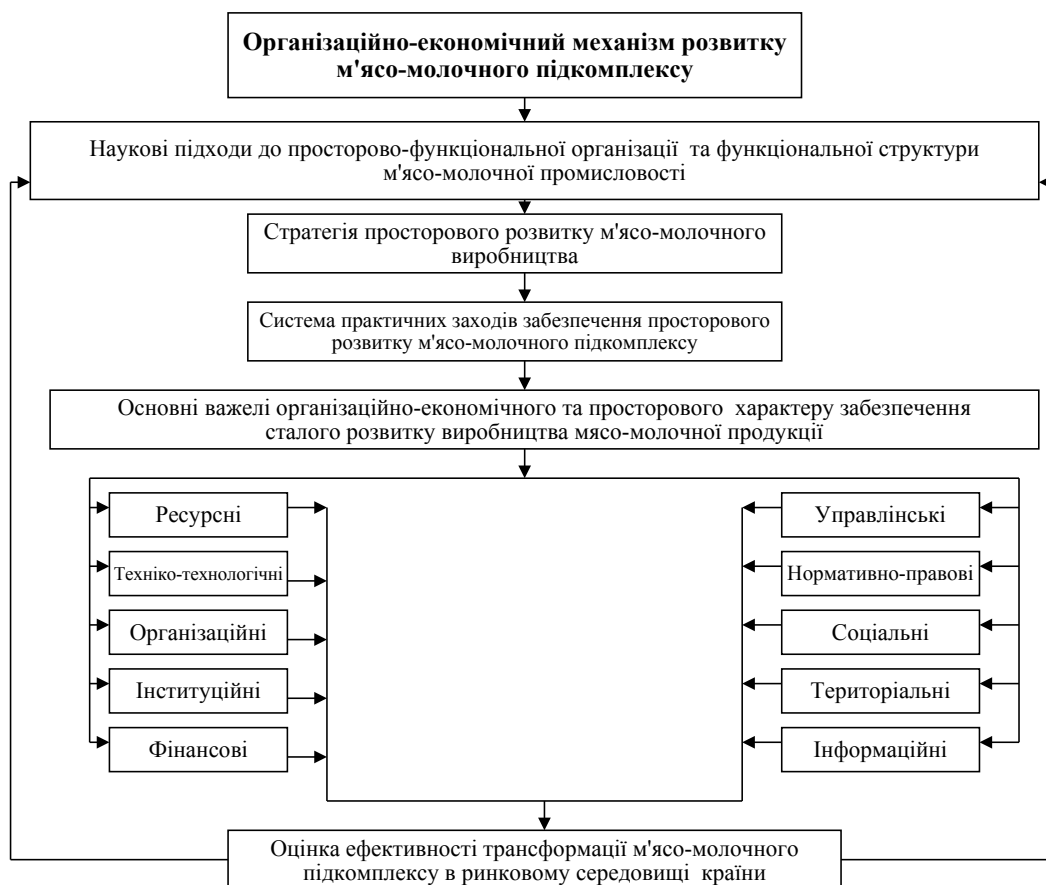 Організаційно-економічний механізм розвитку
м'ясо-молочного підкомплексу
Наукові підходи до просторово-функціональної організації та функціональної структури
м'ясо-молочної промисловості
Стратегія просторового розвитку м'ясо-молочного
виробництва
Система практичних заходів забезпечення просторового
розвитку м'ясо-молочного підкомплексу
Основні важелі організаційно-економічного та просторового характеру забезпечення
сталого розвитку виробництва мясо-молочної продукції
Ресурсні
Техніко-технологічні
Організаційні
Інституційні
Фінансові
Управлінські
Нормативно-правові
Соціальні
Територіальні
Інформаційні
Оцінка ефективності трансформації м'ясо-молочного
підкомплексу в ринковому середовищі країни